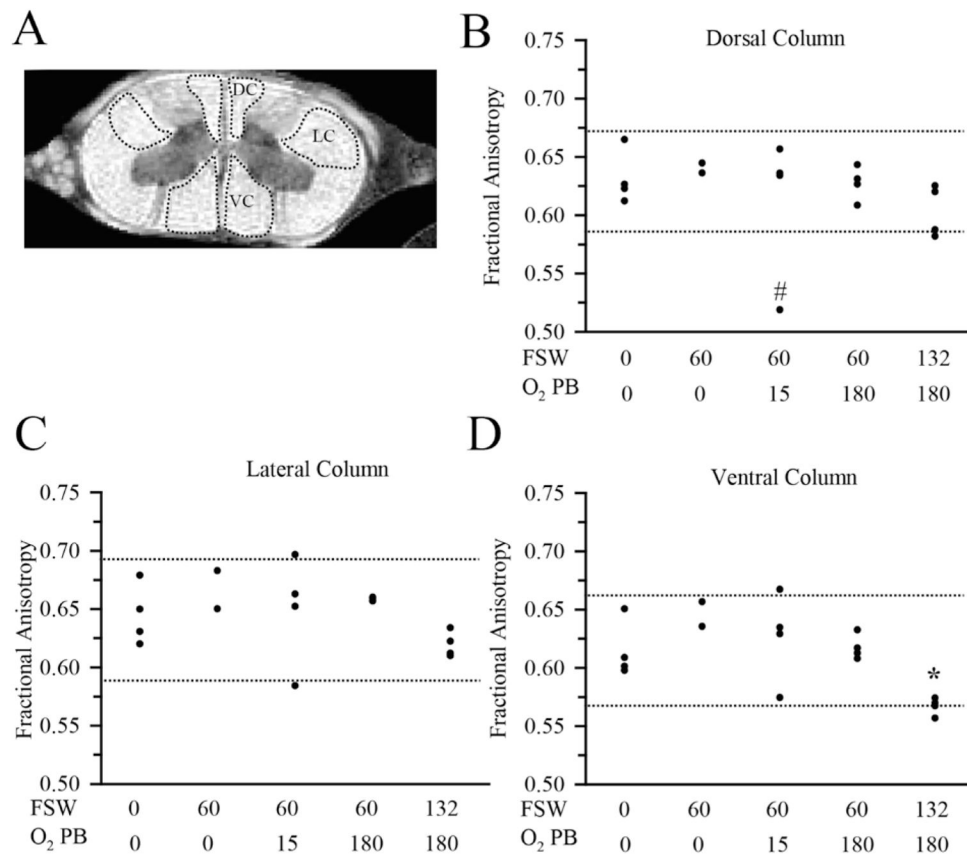 A
DC
LC
VC
B
Dorsal Column
Fractional Anisotropy
0.75
0.70
0.65
0.60
0.55
0.50
#
FSW 0 60 60 60 132
O₂ PB 0 0 15 180 180
C
Lateral Column
Fractional Anisotropy
0.75
0.70
0.65
0.60
0.55
0.50
FSW 0 60 60 60 132
O₂ PB 0 0 15 180 180
D
Ventral Column
Fractional Anisotropy
0.75
0.70
0.65
0.60
0.55
0.50
*
FSW 0 60 60 60 132
O₂ PB 0 0 15 180 180